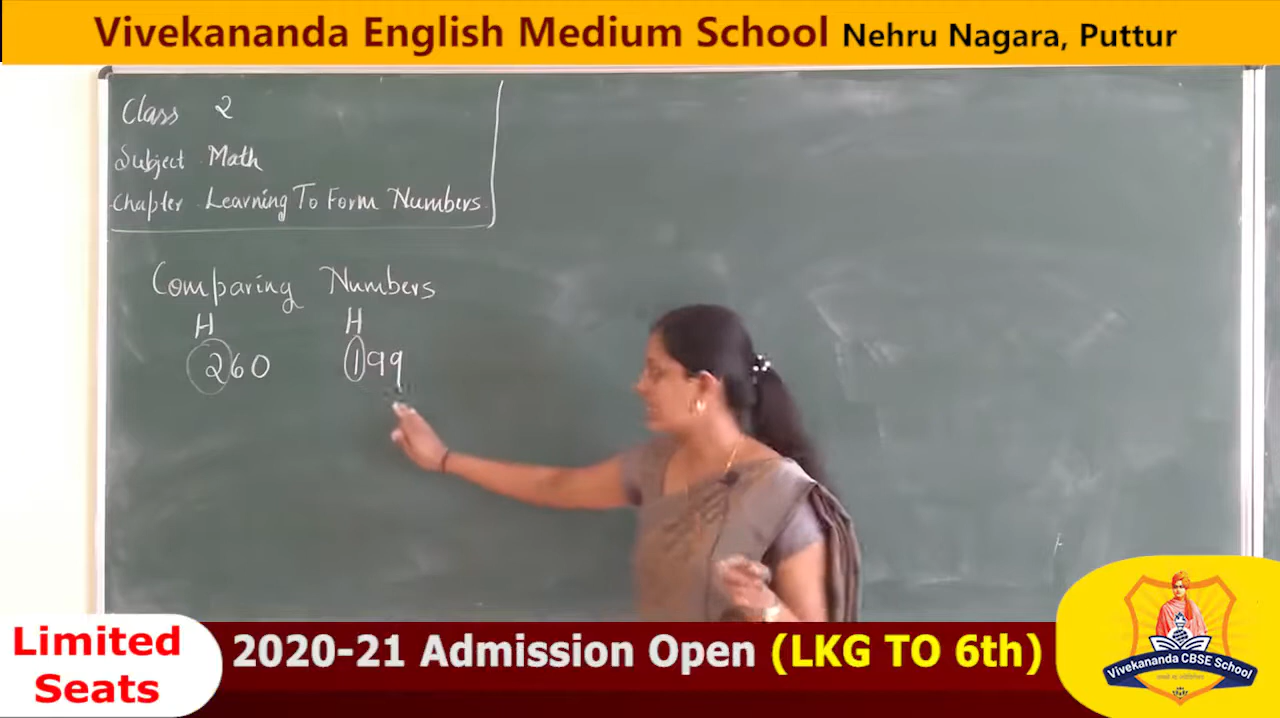 Vivekananda English Medium School Nehru Nagara, Puttur
Class 2
Subject Math
Chapter Learning To Form Numbers
Comparing Numbers
H H
260 199
Limited
Seats
2020-21 Admission Open (LKG TO 6th)
Vivekananda CBSE School